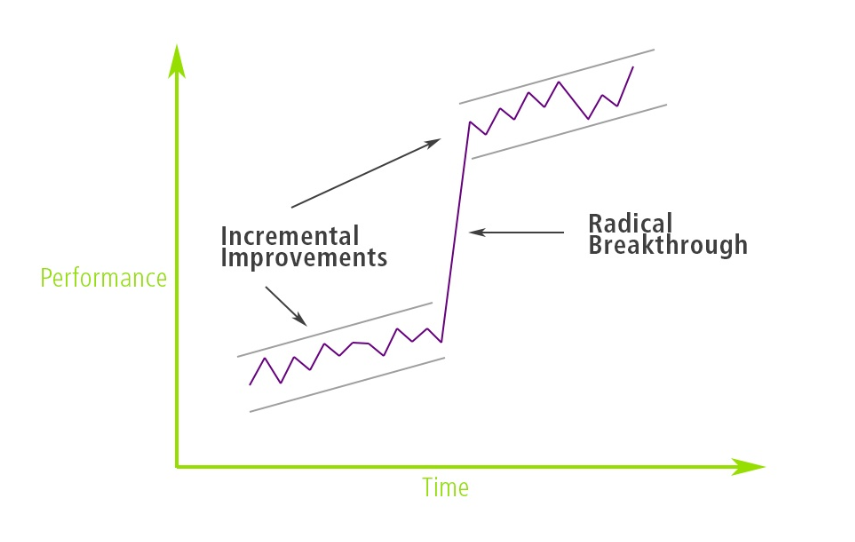 Incremental
Improvements
Radical
Breakthrough
Performance
Time